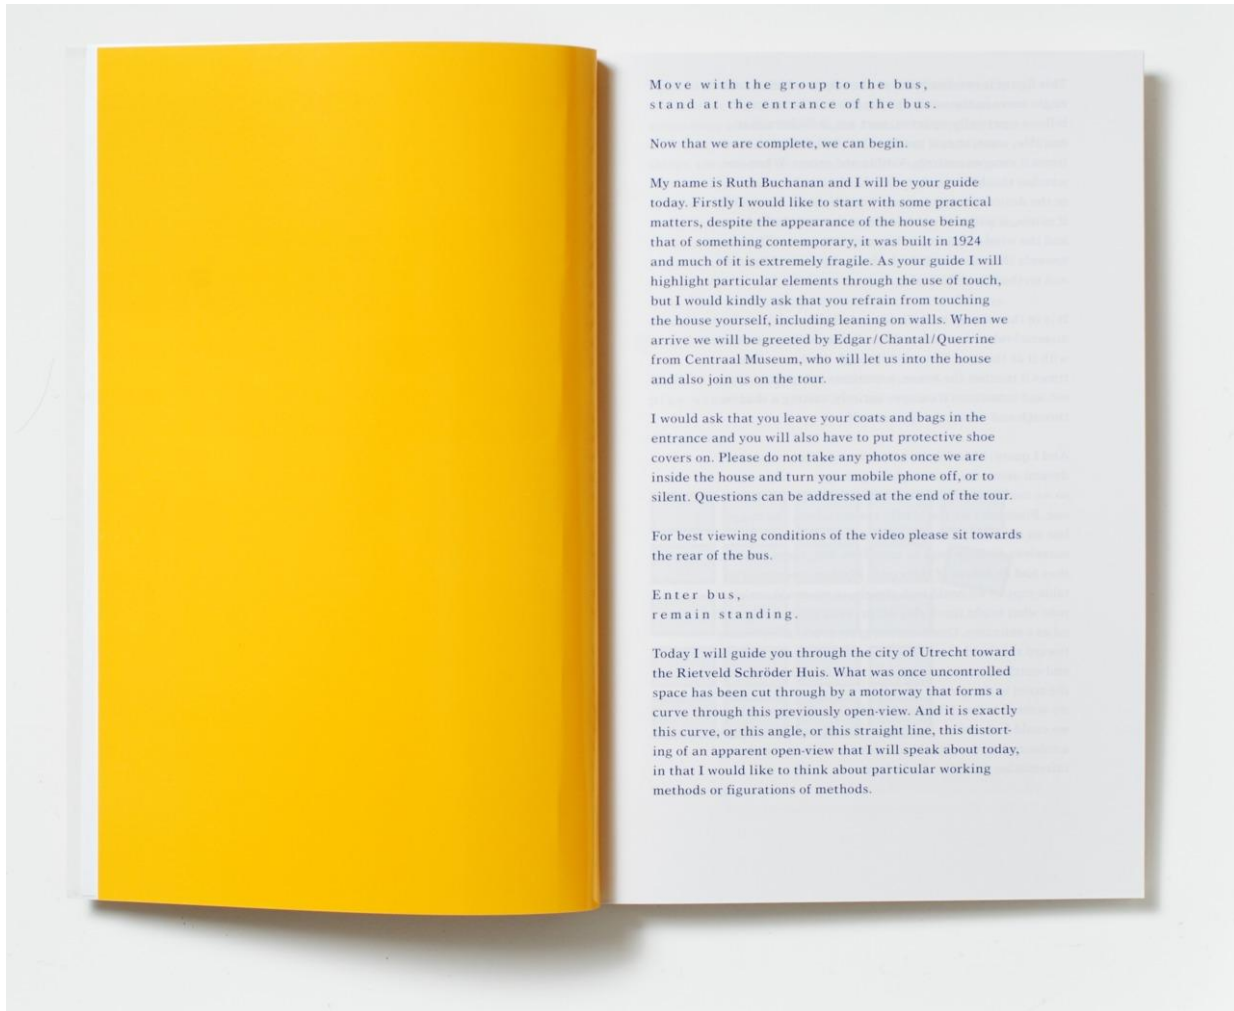 Move with the group to the bus,
stand at the entrance of the bus.
Now that we are complete, we can begin.
My name is Ruth Buchanan and I will be your guide
today. Firstly I would like to start with some practical
matters, despite the appearance of the house being
that of something contemporary, it was built in 1924
and much of it is extremely fragile. As your guide I will
highlight particular elements through the use of touch,
but I would kindly ask that you refrain from touching
the house yourself, including leaning on walls. When we
arrive we will be greeted by Edgar/Chantal/Querrine
from Centraal Museum, who will let us into the house
and also join us on the tour.
I would ask that you leave your coats and bags in the
entrance and you will also have to put protective shoe
covers on. Please do not take any photos once we are
inside the house and turn your mobile phone off, or to
silent. Questions can be addressed at the end of the tour.
For best viewing conditions of the video please sit towards
the rear of the bus.
Enter bus,
remain standing.
Today I will guide you through the city of Utrecht toward
the Rietveld Schröder Huis. What was once uncontrolled
space has been cut through by a motorway that forms a
curve through this previously open-view. And it is exactly
this curve, or this angle, or this straight line, this distort-
ing of an apparent open-view that I will speak about today,
in that I would like to think about particular working
methods or figurations of methods.